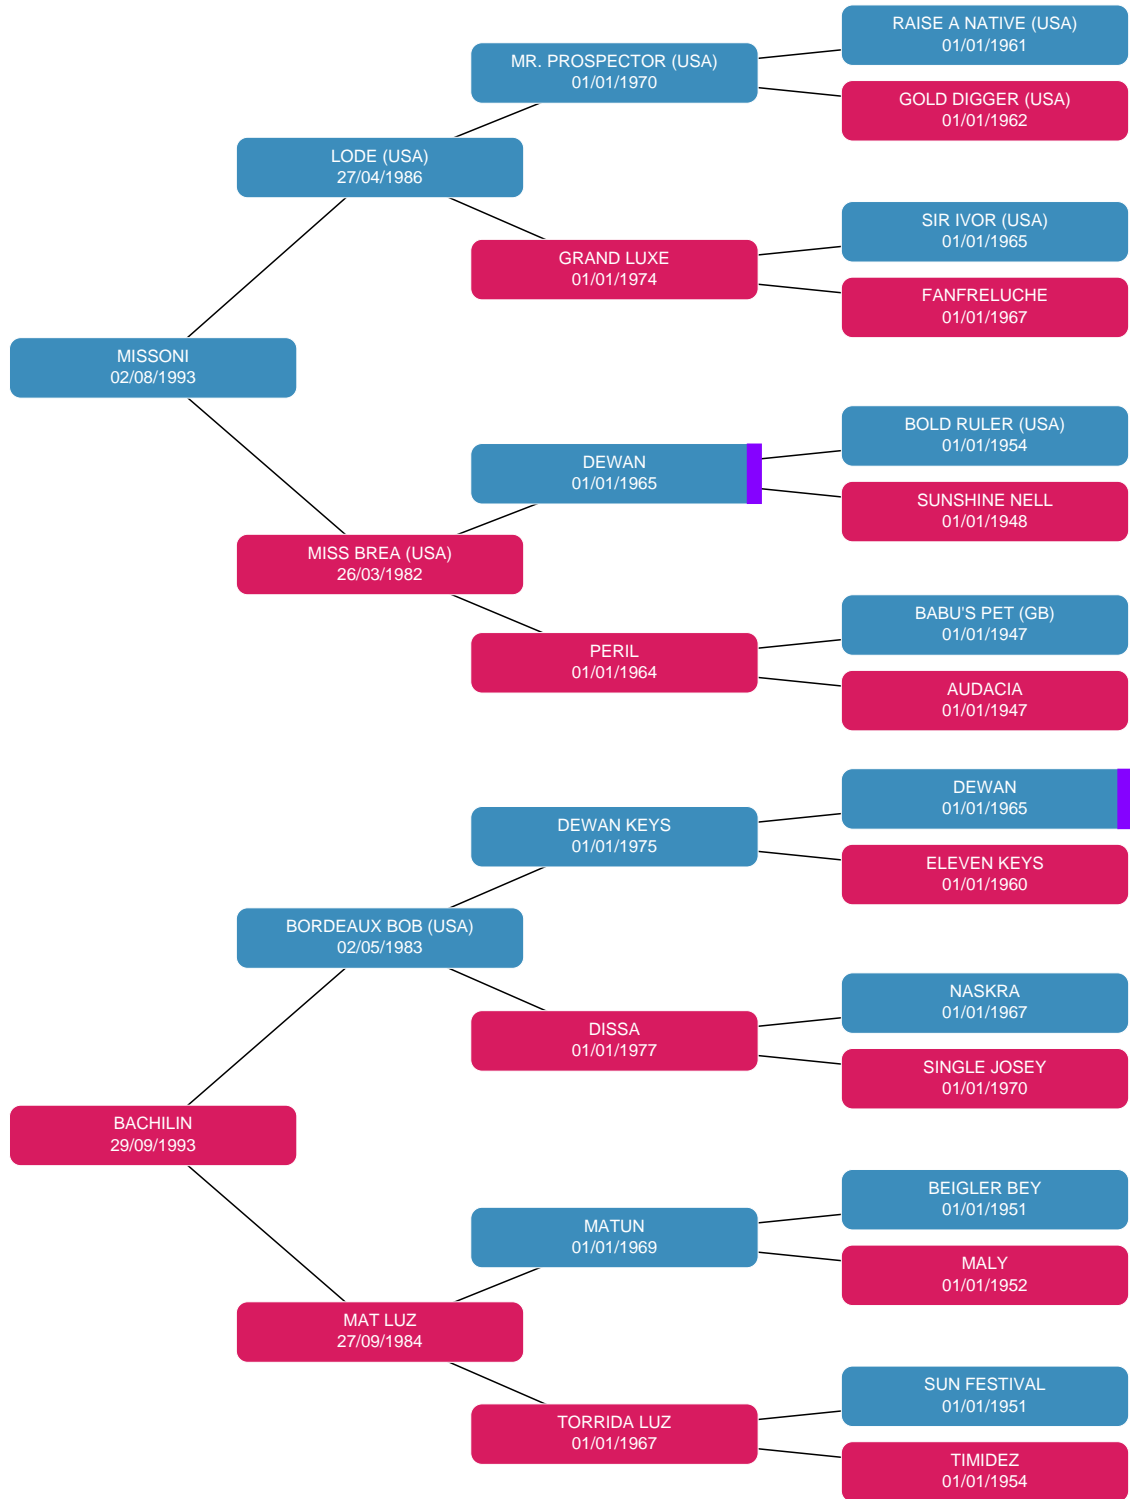 RAISE A NATIVE (USA)
01/01/1961
MR. PROSPECTOR (USA)
01/01/1970
GOLD DIGGER (USA)
01/01/1962
LODE (USA)
27/04/1986
SIR IVOR (USA)
01/01/1965
GRAND LUXE
01/01/1974
FANFRELUCHE
01/01/1967
MISSONI
02/08/1993
BOLD RULER (USA)
01/01/1954
DEWAN
01/01/1965
SUNSHINE NELL
01/01/1948
MISS BREA (USA)
26/03/1982
BABU'S PET (GB)
01/01/1947
PERIL
01/01/1964
AUDACIA
01/01/1947
DEWAN
01/01/1965
DEWAN KEYS
01/01/1975
ELEVEN KEYS
01/01/1960
BORDEAUX BOB (USA)
02/05/1983
NASKRA
01/01/1967
DISSA
01/01/1977
SINGLE JOSEY
01/01/1970
BACHILIN
29/09/1993
BEIGLER BEY
01/01/1951
MATUN
01/01/1969
MALY
01/01/1952
MAT LUZ
27/09/1984
SUN FESTIVAL
01/01/1951
TORRIDA LUZ
01/01/1967
TIMIDEZ
01/01/1954